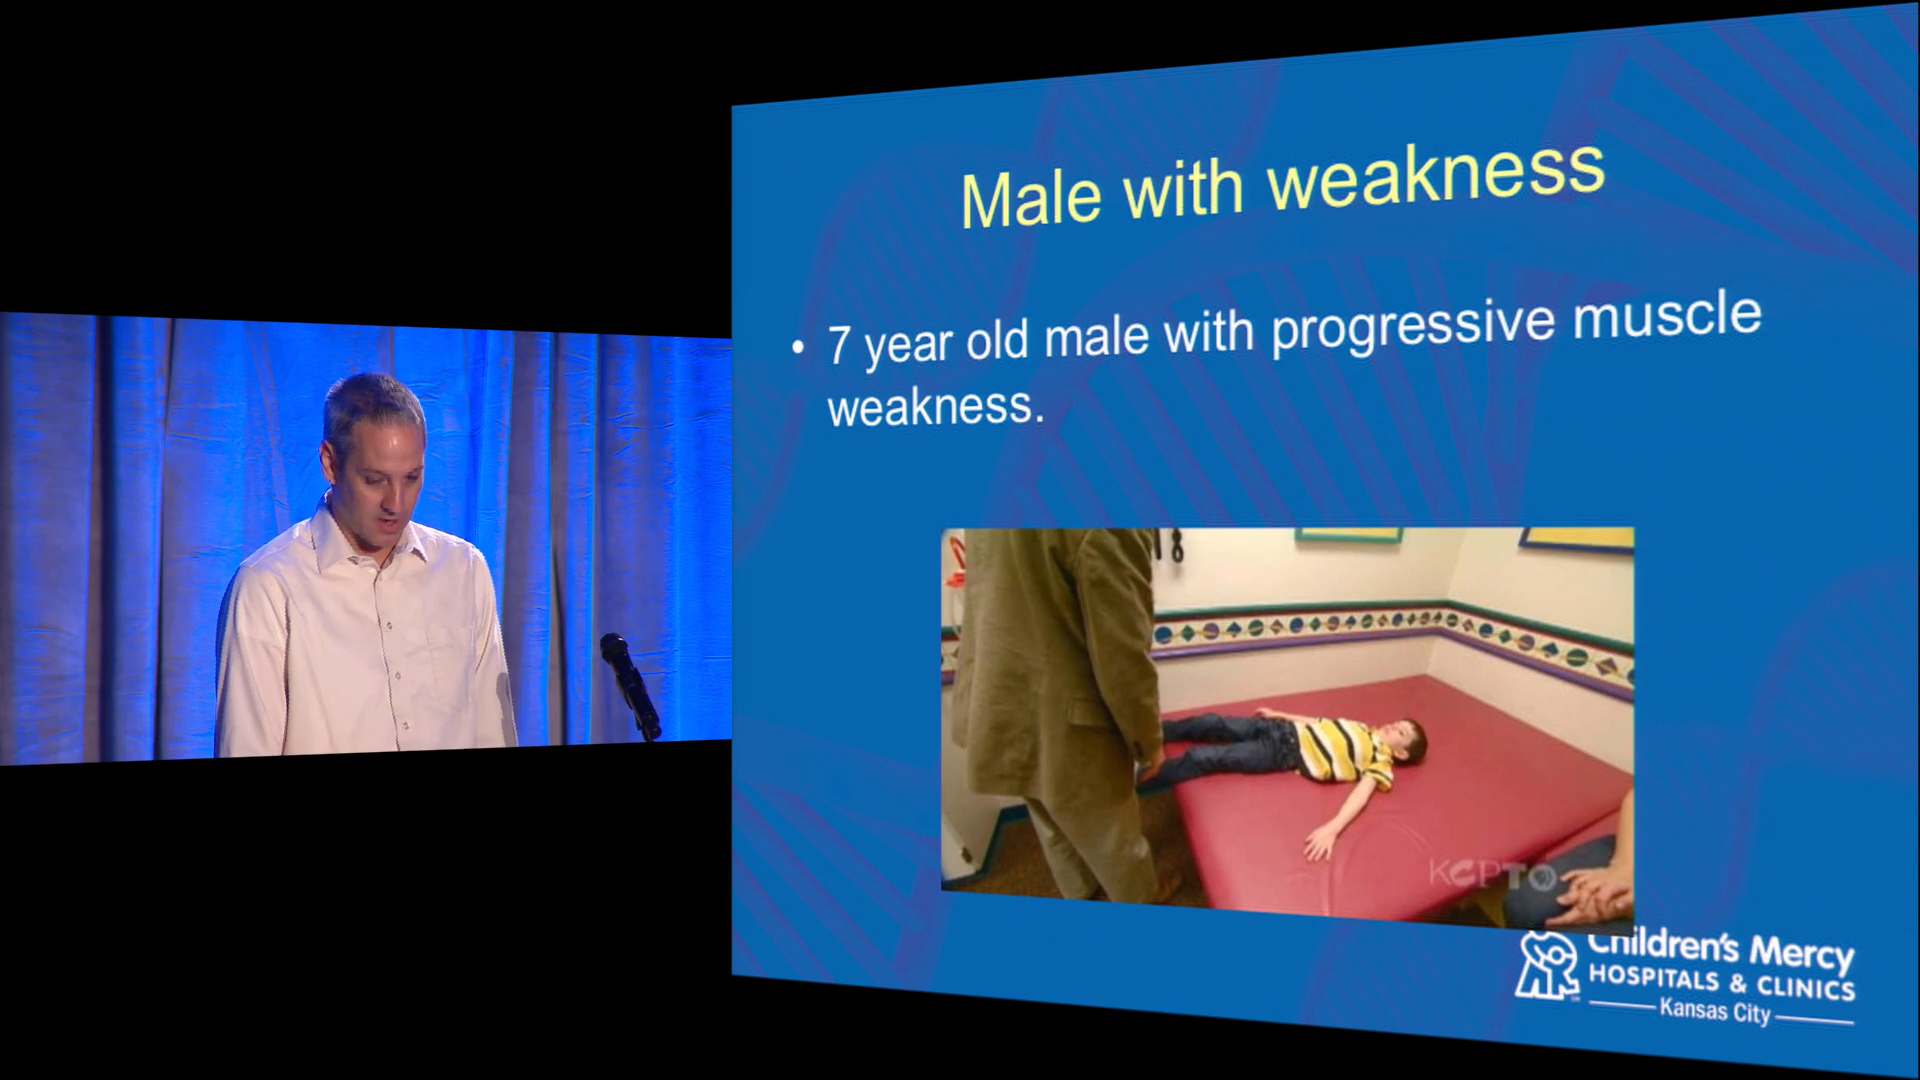 Male with weakness
• 7 year old male with progressive muscle
weakness.
KCPT
Children's Mercy
HOSPITALS & CLINICS
Kansas City